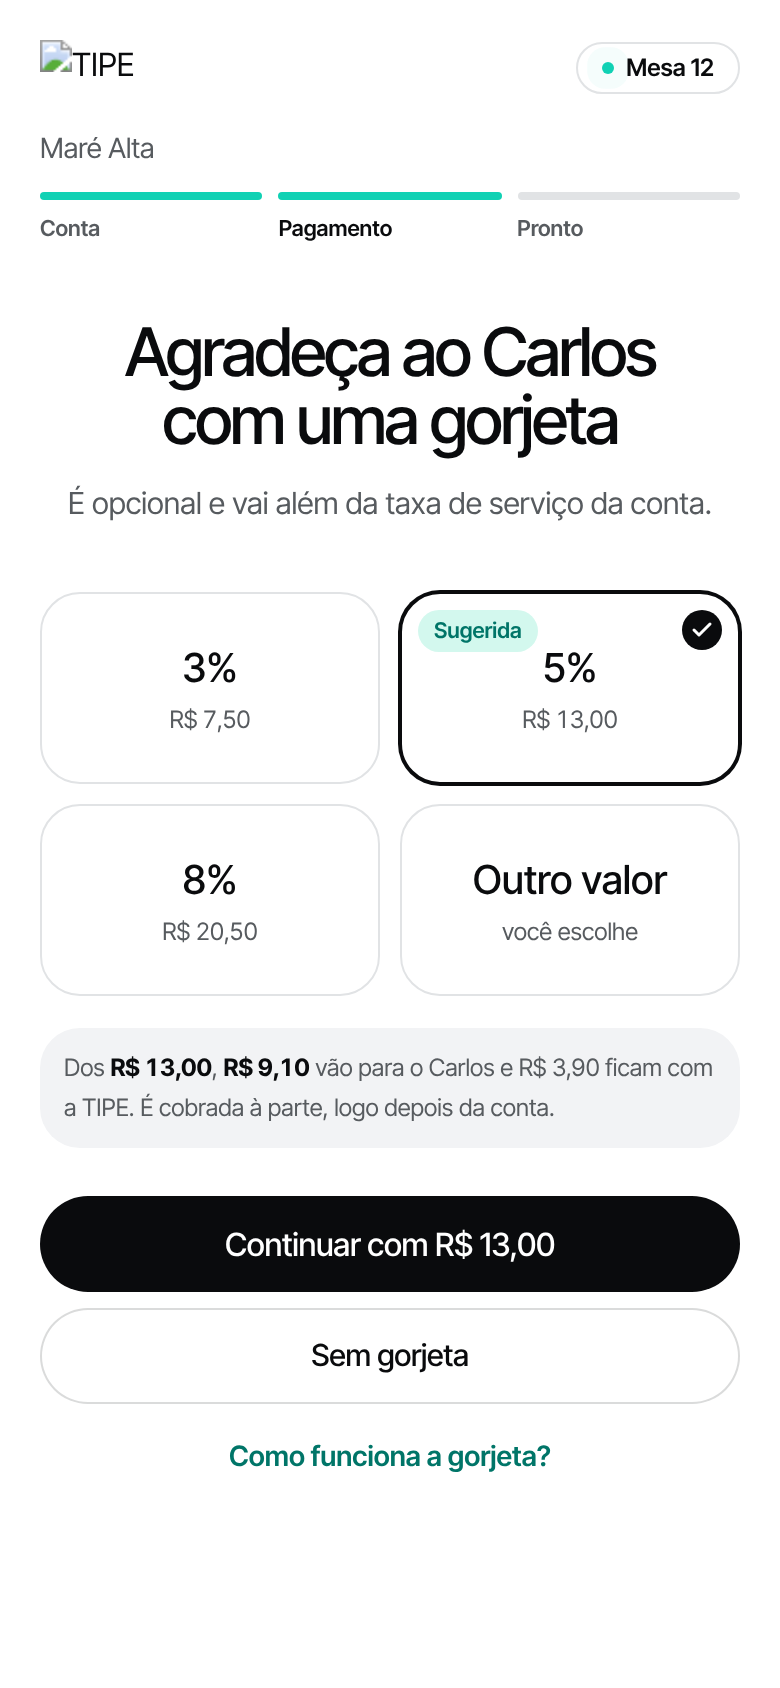 TIPE
Mesa 12
Maré Alta
Conta
Pagamento
Pronto
Agradeça ao Carlos
com uma gorjeta
É opcional e vai além da taxa de serviço da conta.
3%
R$ 7,50
Sugerida
5%
R$ 13,00
8%
R$ 20,50
Outro valor
você escolhe
Dos R$ 13,00, R$ 9,10 vão para o Carlos e R$ 3,90 ficam com
a TIPE. É cobrada à parte, logo depois da conta.
Continuar com R$ 13,00
Sem gorjeta
Como funciona a gorjeta?